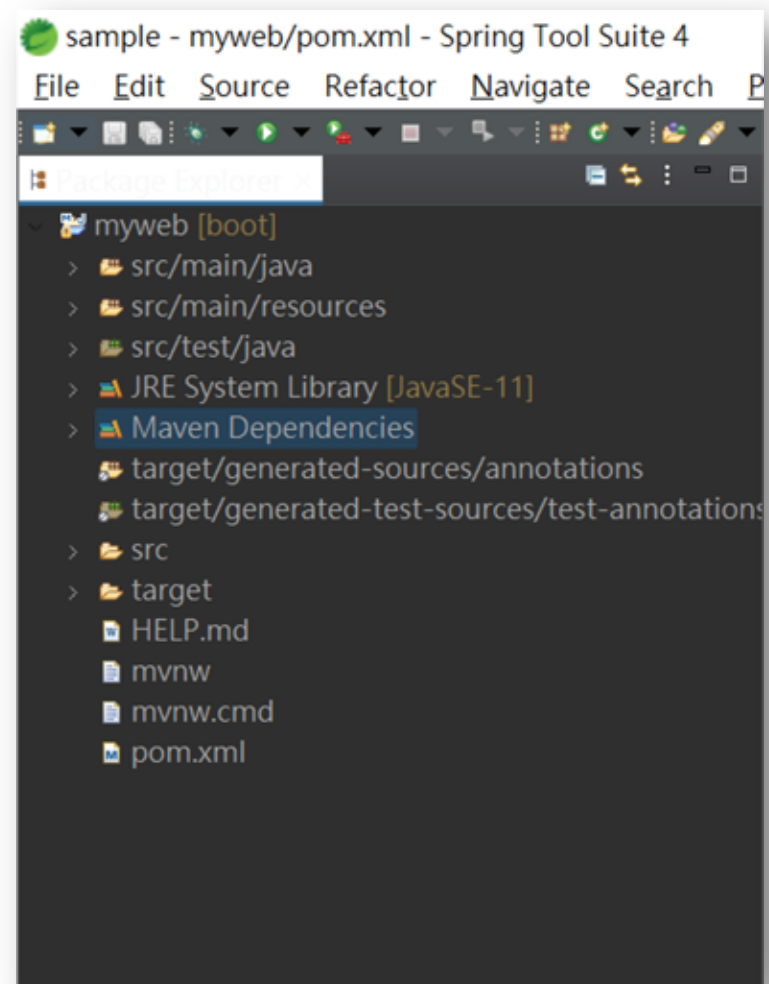 sample - myweb/pom.xml - Spring Tool Suite 4
File Edit Source Refactor Navigate Search P
Package Explorer ×
myweb [boot]
src/main/java
src/main/resources
src/test/java
JRE System Library [JavaSE-11]
Maven Dependencies
target/generated-sources/annotations
target/generated-test-sources/test-annotations
src
target
HELP.md
mvnw
mvnw.cmd
pom.xml